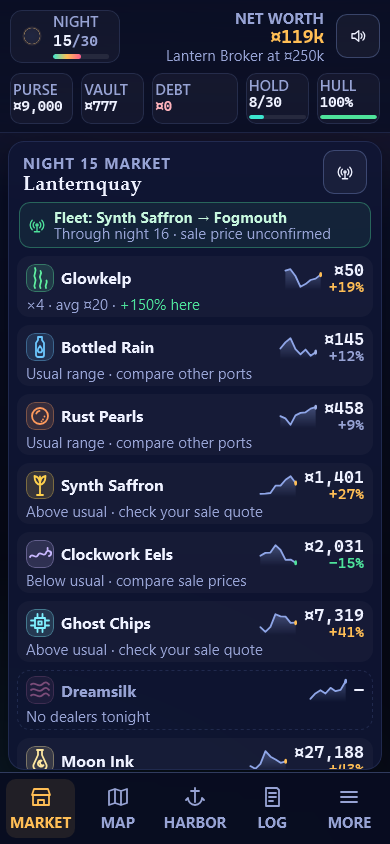 NIGHT
15/30
NET WORTH
¤119k
Lantern Broker at ¤250k
PURSE
¤9,000
VAULT
¤777
DEBT
¤0
HOLD
8/30
HULL
100%
NIGHT 15 MARKET
Lanternquay
Fleet: Synth Saffron → Fogmouth
Through night 16 · sale price unconfirmed
Glowkelp
¤50
+19%
×4 · avg ¤20 · +150% here
Bottled Rain
¤145
+12%
Usual range · compare other ports
Rust Pearls
¤458
+9%
Usual range · compare other ports
Synth Saffron
¤1,401
+27%
Above usual · check your sale quote
Clockwork Eels
¤2,031
−15%
Below usual · compare sale prices
Ghost Chips
¤7,319
+41%
Above usual · check your sale quote
Dreamsilk
—
No dealers tonight
Moon Ink
¤27,188
MARKET
MAP
HARBOR
LOG
MORE